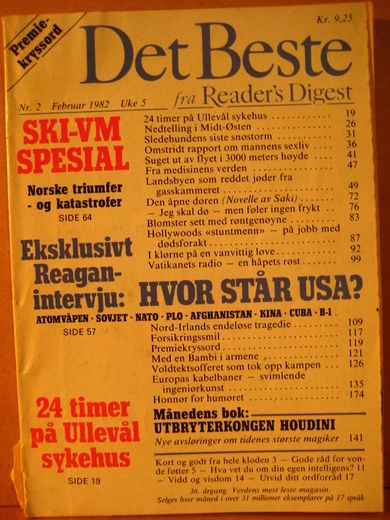 Premie-
kryssord
Kr. 9,25
Det Beste
fra Reader's Digest
Nr. 2 Februar 1982 Uke 5
SKI-VM
SPESIAL
Norske triumfer
- og katastrofer
SIDE 64
24 timer på Ullevål sykehus 19
Nedtelling i Midt-Østen 26
Sledehundens siste snøstorm 31
Omstridt rapport om mannens sexliv 36
Suget ut av flyet i 3000 meters høyde 41
Fra medisinens verden 47
Landsbyen som reddet jøder fra
gasskammeret 49
Den åpne døren (Novelle av Saki) 72
— Jeg skal dø — men føler ingen frykt 76
Blomster sett med røntgenøyne 83
Hollywoods «stuntmenn» — på jobb med
dødsforakt 87
I klørne på en vanvittig løve 92
Vatikanets radio — en håpets røst 99
Eksklusivt
Reagan-
intervju: HVOR STÅR USA?
ATOMVÅPEN · SOVJET · NATO · PLO · AFGHANISTAN · KINA · CUBA · B-1
SIDE 57
Nord-Irlands endeløse tragedie 109
Forsikringssmil 117
Premiekryssord 119
Med en Bambi i armene 121
Voldtektsofferet som tok opp kampen 126
Europas kabelbaner — svimlende
ingeniørkunst 135
Honnør for humøret 174
24 timer
på Ullevål
sykehus
SIDE 19
Månedens bok:
UTBRYTERKONGEN HOUDINI
Nye avsløringer om tidenes største magiker 141
Kort og godt fra hele kloden 3 — Gode råd for von-
de føtter 5 — Hva vet du om din egen intelligens? 11
— Vidd og visdom 14 — Utvid ditt ordforråd 17
36. årgang. Verdens mest leste magasin.
Selges hver måned i over 31 millioner eksemplarer på 17 språk